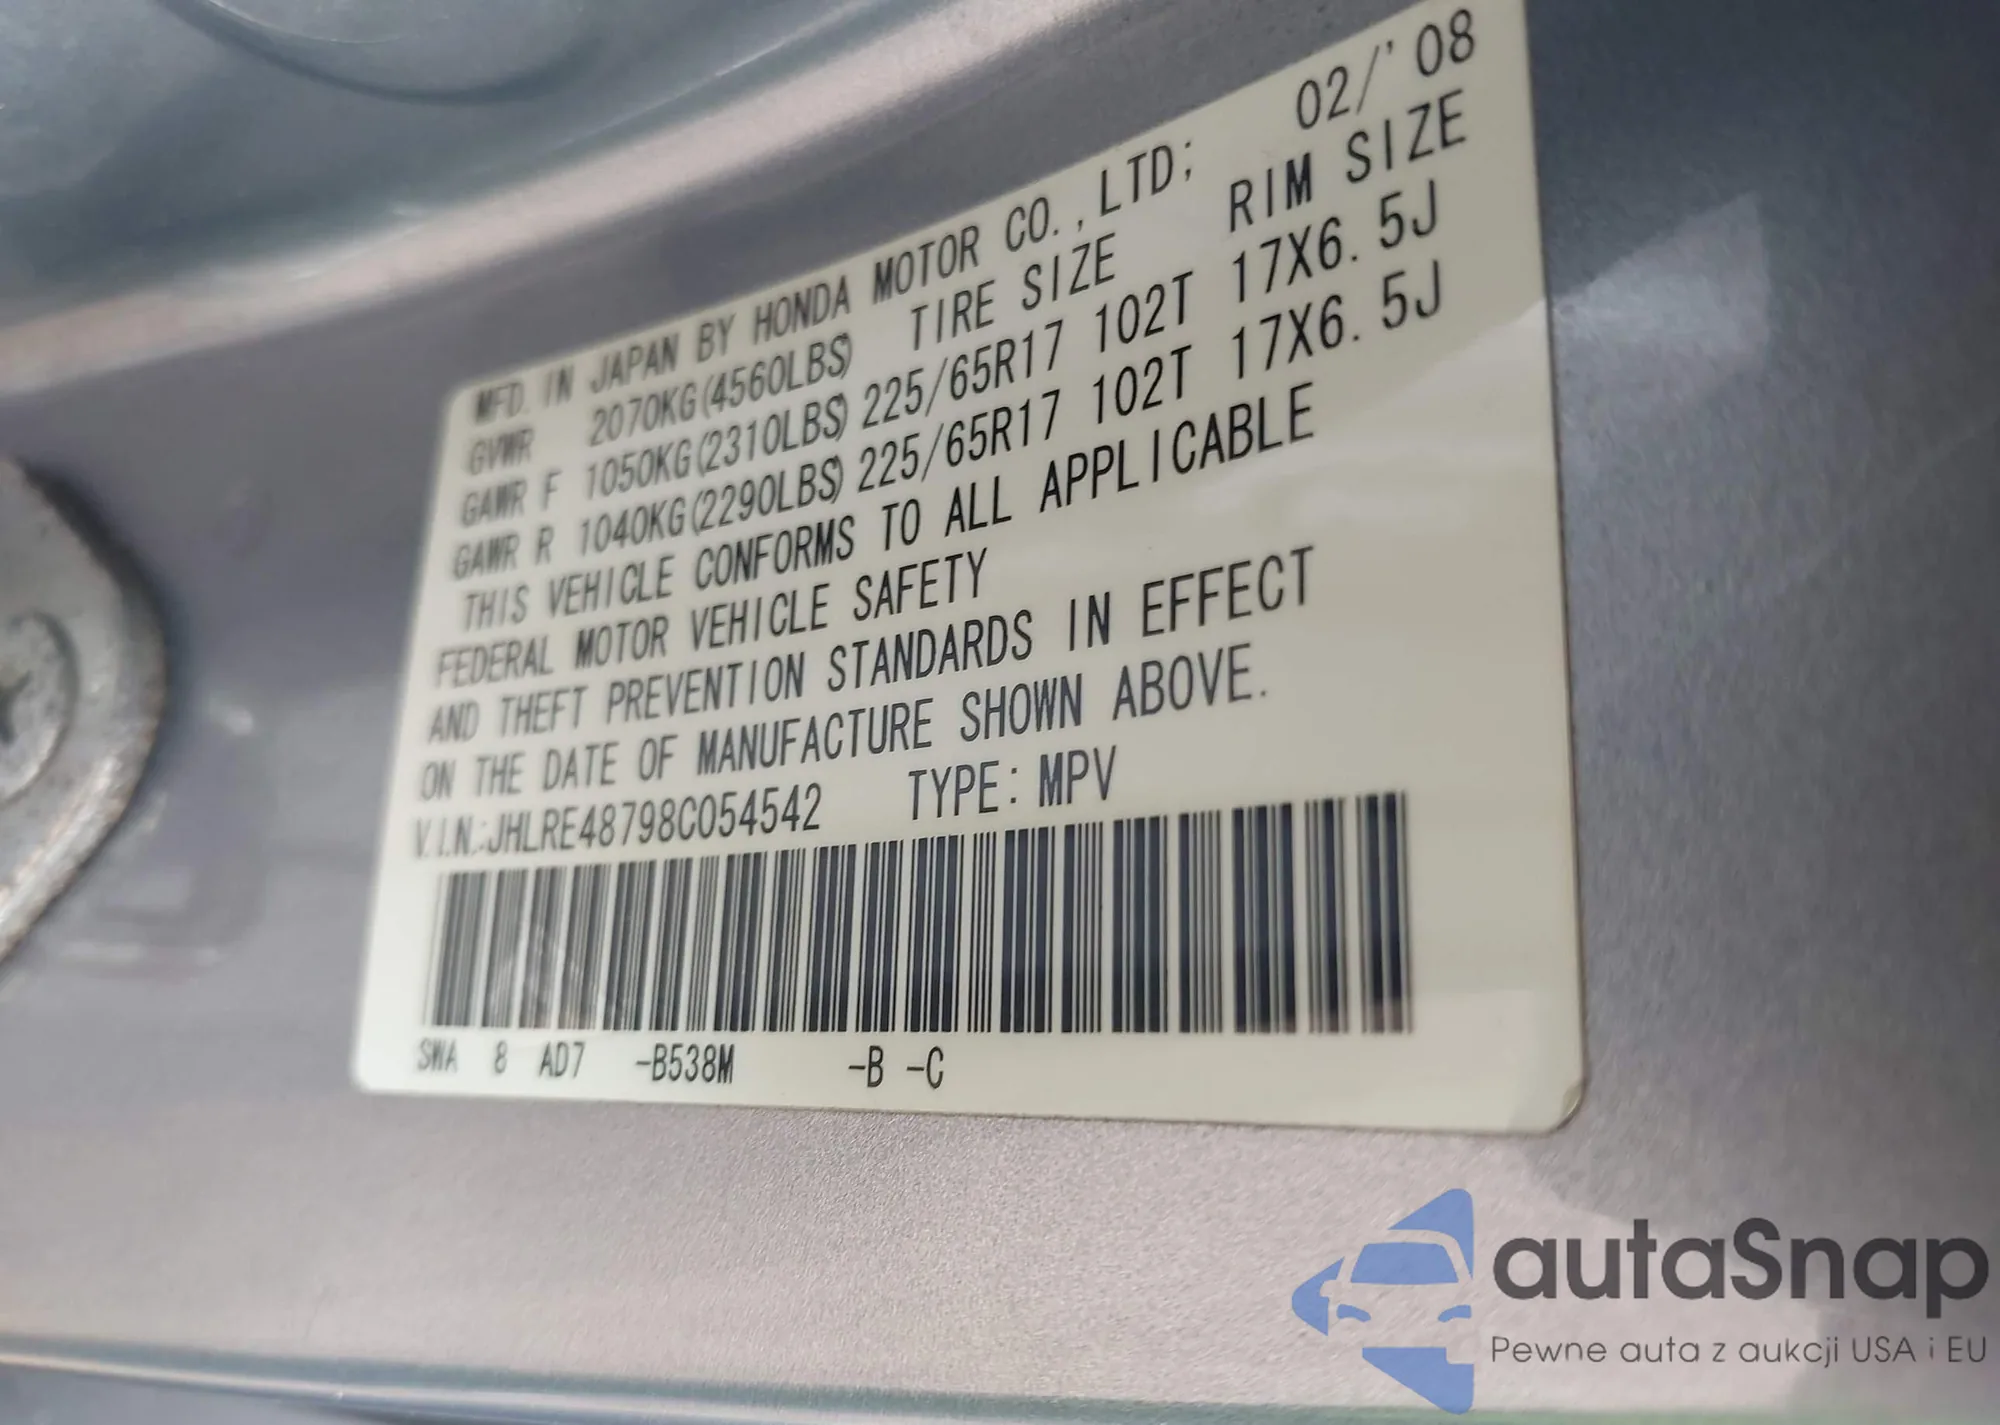 MFD. IN JAPAN BY HONDA MOTOR CO., LTD; 02/'08
GVWR 2070KG(4560LBS) TIRE SIZE RIM SIZE
GAWR F 1050KG(2310LBS) 225/65R17 102T 17X6.5J
GAWR R 1040KG(2290LBS) 225/65R17 102T 17X6.5J
THIS VEHICLE CONFORMS TO ALL APPLICABLE
FEDERAL MOTOR VEHICLE SAFETY
AND THEFT PREVENTION STANDARDS IN EFFECT
ON THE DATE OF MANUFACTURE SHOWN ABOVE.
V.I.N.:JHLRE48798C054542 TYPE: MPV
SWA 8 AD7 -B538M -B -C
autaSnap
Pewne auta z aukcji USA i EU